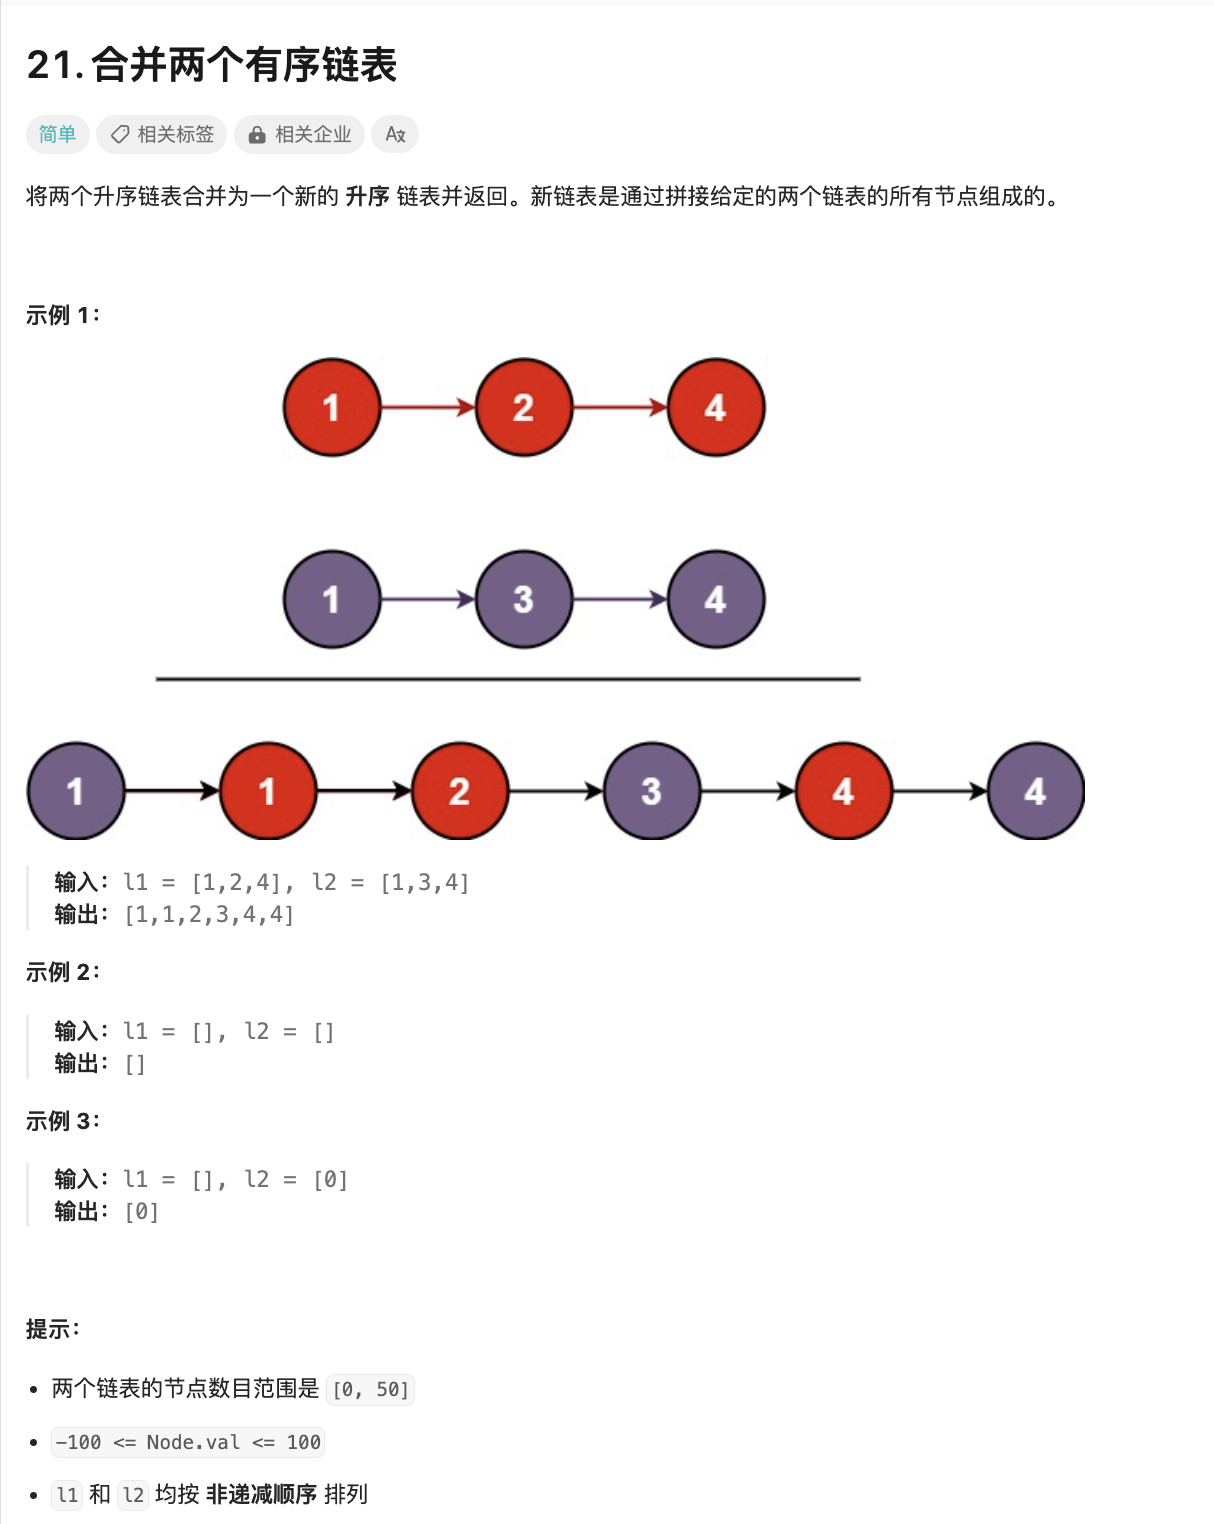 21. 合并两个有序链表
简单 相关标签 相关企业 A文
将两个升序链表合并为一个新的 升序 链表并返回。新链表是通过拼接给定的两个链表的所有节点组成的。
示例 1：
1 2 4
1 3 4
1 1 2 3 4 4
输入：l1 = [1,2,4], l2 = [1,3,4]
输出：[1,1,2,3,4,4]
示例 2：
输入：l1 = [], l2 = []
输出：[]
示例 3：
输入：l1 = [], l2 = [0]
输出：[0]
提示：
• 两个链表的节点数目范围是 [0, 50]
• -100 <= Node.val <= 100
• l1 和 l2 均按 非递减顺序 排列